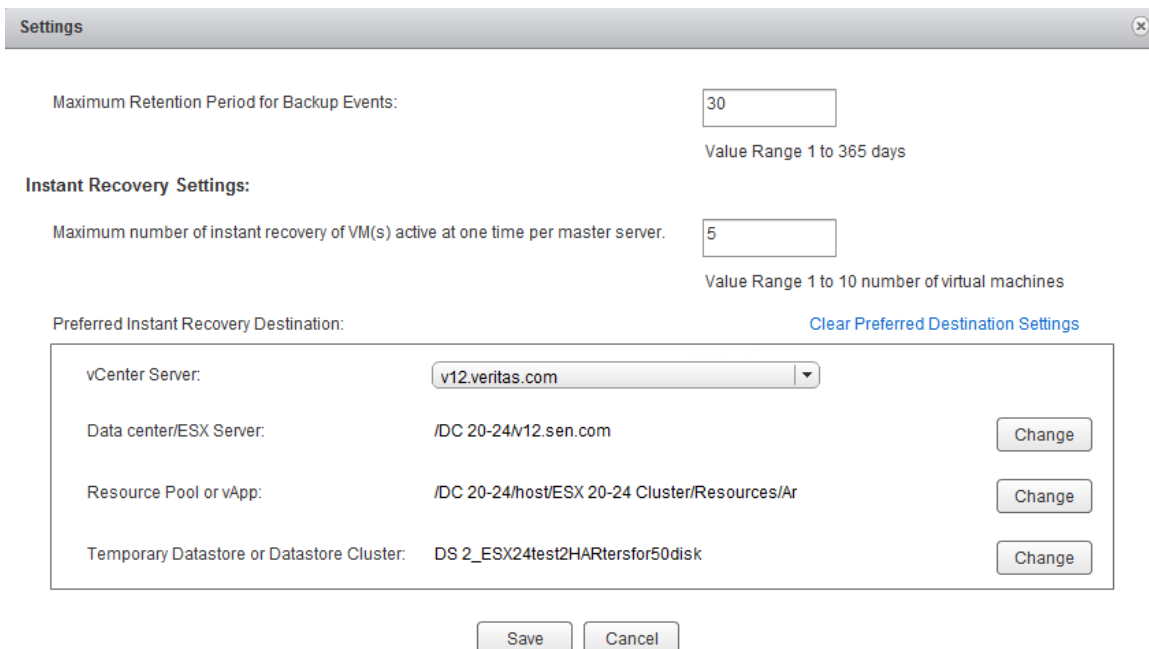 Settings
Maximum Retention Period for Backup Events:
30
Value Range 1 to 365 days
Instant Recovery Settings:
Maximum number of instant recovery of VM(s) active at one time per master server.
5
Value Range 1 to 10 number of virtual machines
Preferred Instant Recovery Destination:
Clear Preferred Destination Settings
vCenter Server:
v12.veritas.com
Data center/ESX Server:
/DC 20-24/v12.sen.com
Change
Resource Pool or vApp:
/DC 20-24/host/ESX 20-24 Cluster/Resources/Ar
Change
Temporary Datastore or Datastore Cluster:
DS 2_ESX24test2HARtersfor50disk
Change
Save Cancel